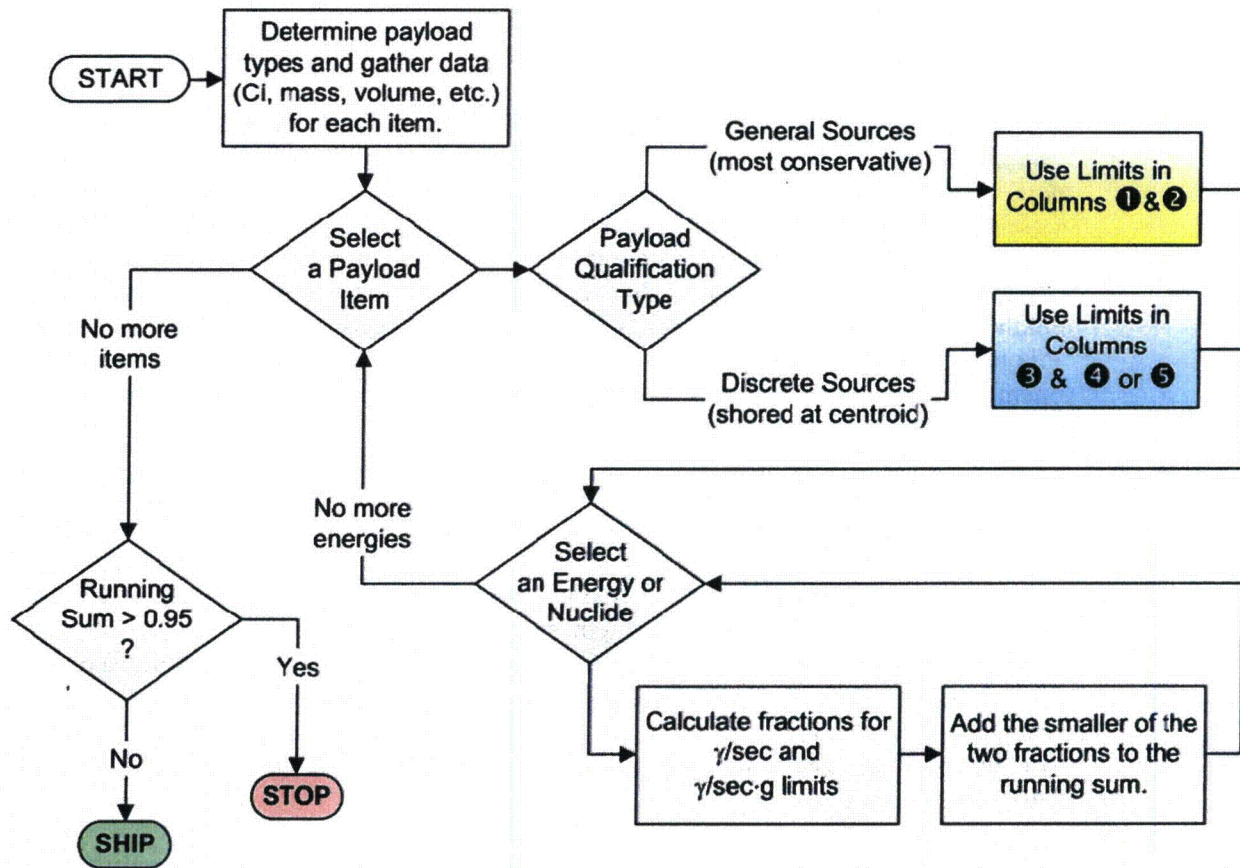 START
Determine payload
types and gather data
(Ci, mass, volume, etc.)
for each item.
Select
a Payload
Item
Payload
Qualification
Type
General Sources
(most conservative)
Use Limits in
Columns ❶&❷
Discrete Sources
(shored at centroid)
Use Limits in
Columns
❸ & ❹ or ❺
No more
items
No more
energies
Select
an Energy or
Nuclide
Calculate fractions for
γ/sec and
γ/sec·g limits
Add the smaller of the
two fractions to the
running sum.
Running
Sum > 0.95
?
Yes
No
STOP
SHIP